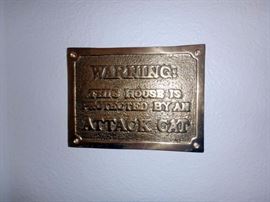 WARNING:
THIS HOUSE IS
PROTECTED BY AN
ATTACK CAT